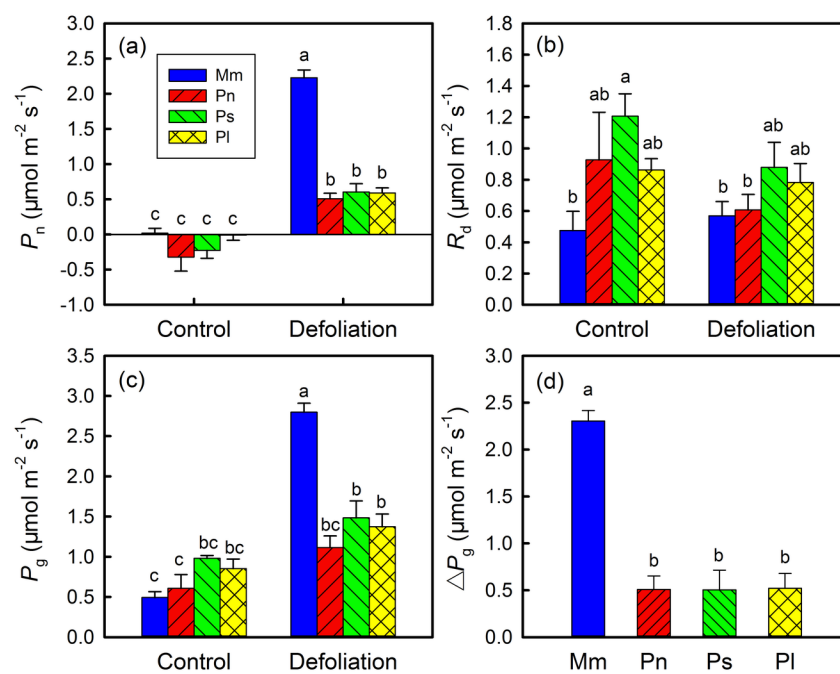 (a)
Pn (µmol m-2 s-1)
3.0
2.5
2.0
1.5
1.0
0.5
0.0
-0.5
-1.0
Mm
Pn
Ps
Pl
c c c c
a b b b
Control Defoliation
(b)
Rd (µmol m-2 s-1)
1.8
1.6
1.4
1.2
1.0
0.8
0.6
0.4
0.2
0.0
b ab a ab
b b ab ab
Control Defoliation
(c)
Pg (µmol m-2 s-1)
3.5
3.0
2.5
2.0
1.5
1.0
0.5
0.0
c c bc bc
a bc b b
Control Defoliation
(d)
△Pg (µmol m-2 s-1)
3.0
2.5
2.0
1.5
1.0
0.5
0.0
a b b b
Mm Pn Ps Pl